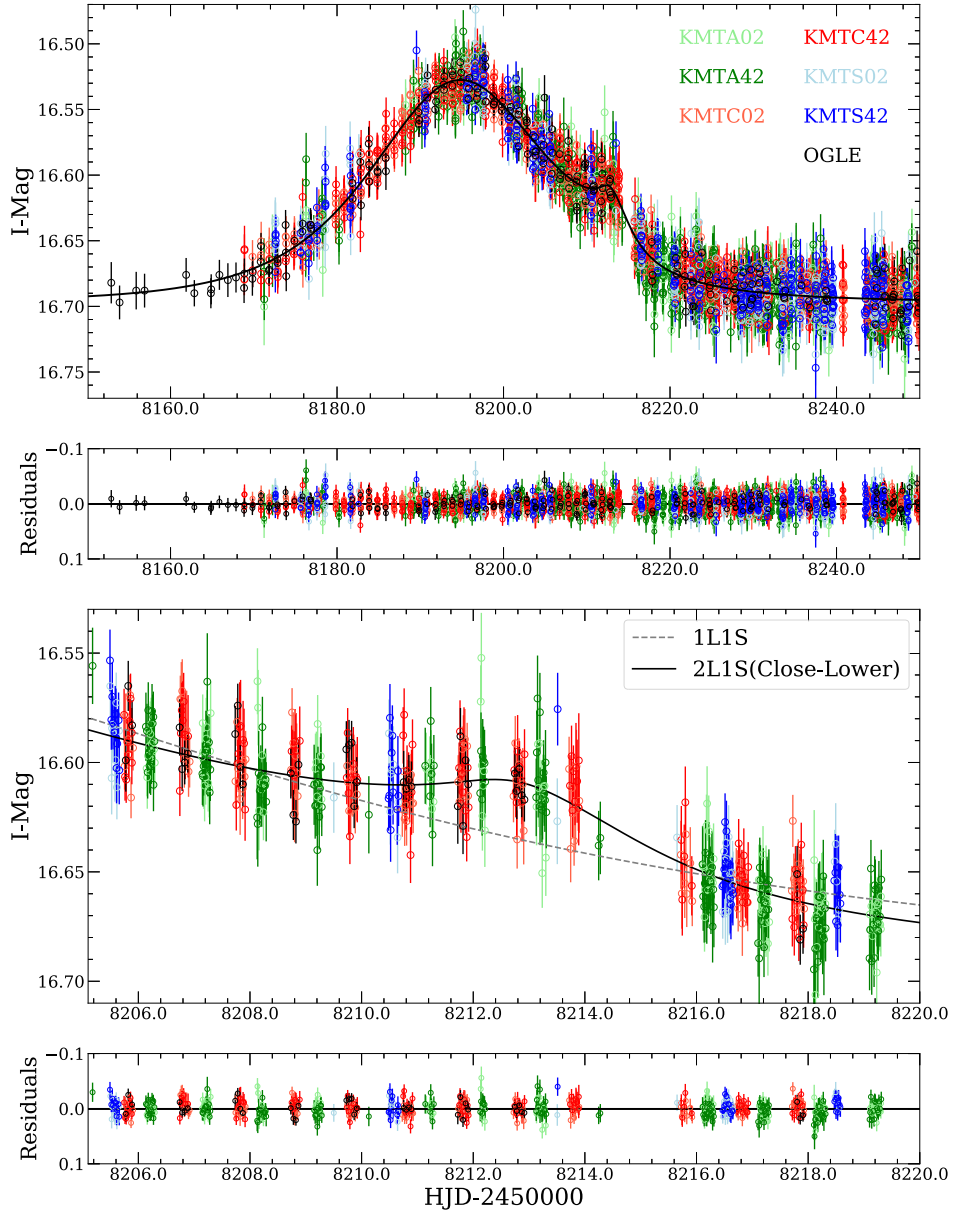 KMTA02 KMTC42
KMTA42 KMTS02
KMTC02 KMTS42
OGLE
I-Mag
16.50
16.55
16.60
16.65
16.70
16.75
8160.0 8180.0 8200.0 8220.0 8240.0
Residuals
−0.1
0.0
0.1
8160.0 8180.0 8200.0 8220.0 8240.0
1L1S
2L1S(Close-Lower)
I-Mag
16.55
16.60
16.65
16.70
8206.0 8208.0 8210.0 8212.0 8214.0 8216.0 8218.0 8220.0
Residuals
−0.1
0.0
0.1
8206.0 8208.0 8210.0 8212.0 8214.0 8216.0 8218.0 8220.0
HJD-2450000